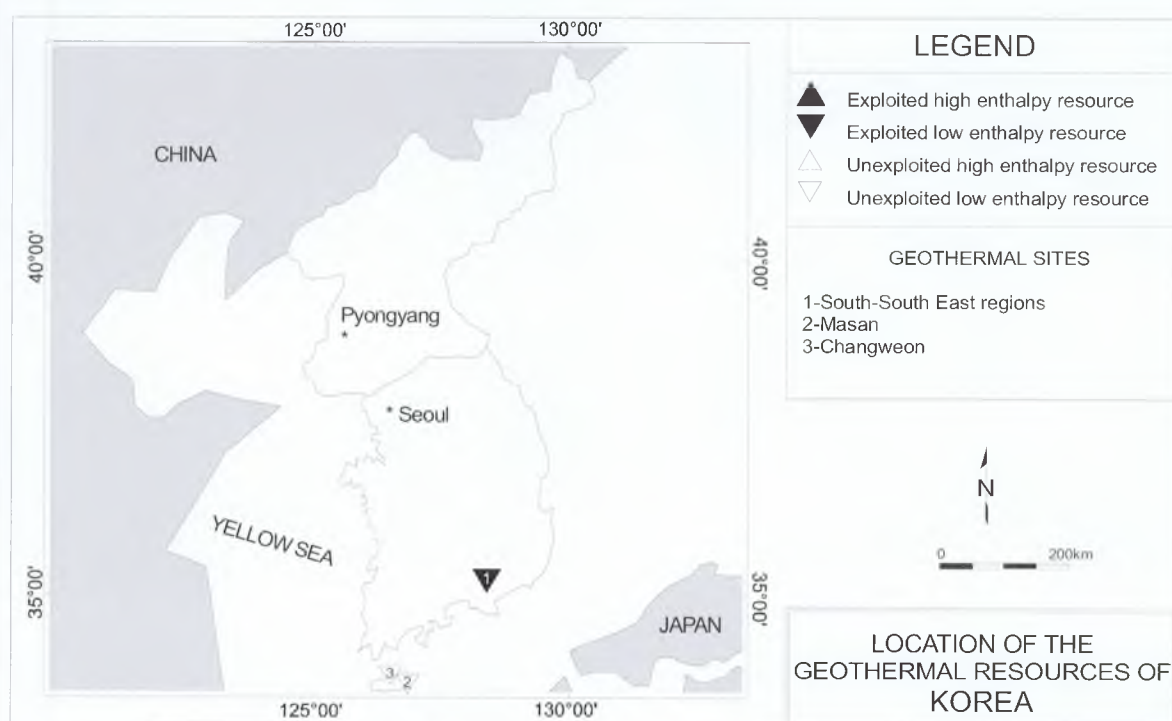 125°00'
130°00'
CHINA
40°00'
40°00'
Pyongyang
*
* Seoul
YELLOW SEA
1
35°00'
35°00'
JAPAN
3
2
125°00'
130°00'
LEGEND
Exploited high enthalpy resource
Exploited low enthalpy resource
Unexploited high enthalpy resource
Unexploited low enthalpy resource
GEOTHERMAL SITES
1-South-South East regions
2-Masan
3-Changweon
N
0 200km
LOCATION OF THE
GEOTHERMAL RESOURCES OF
KOREA